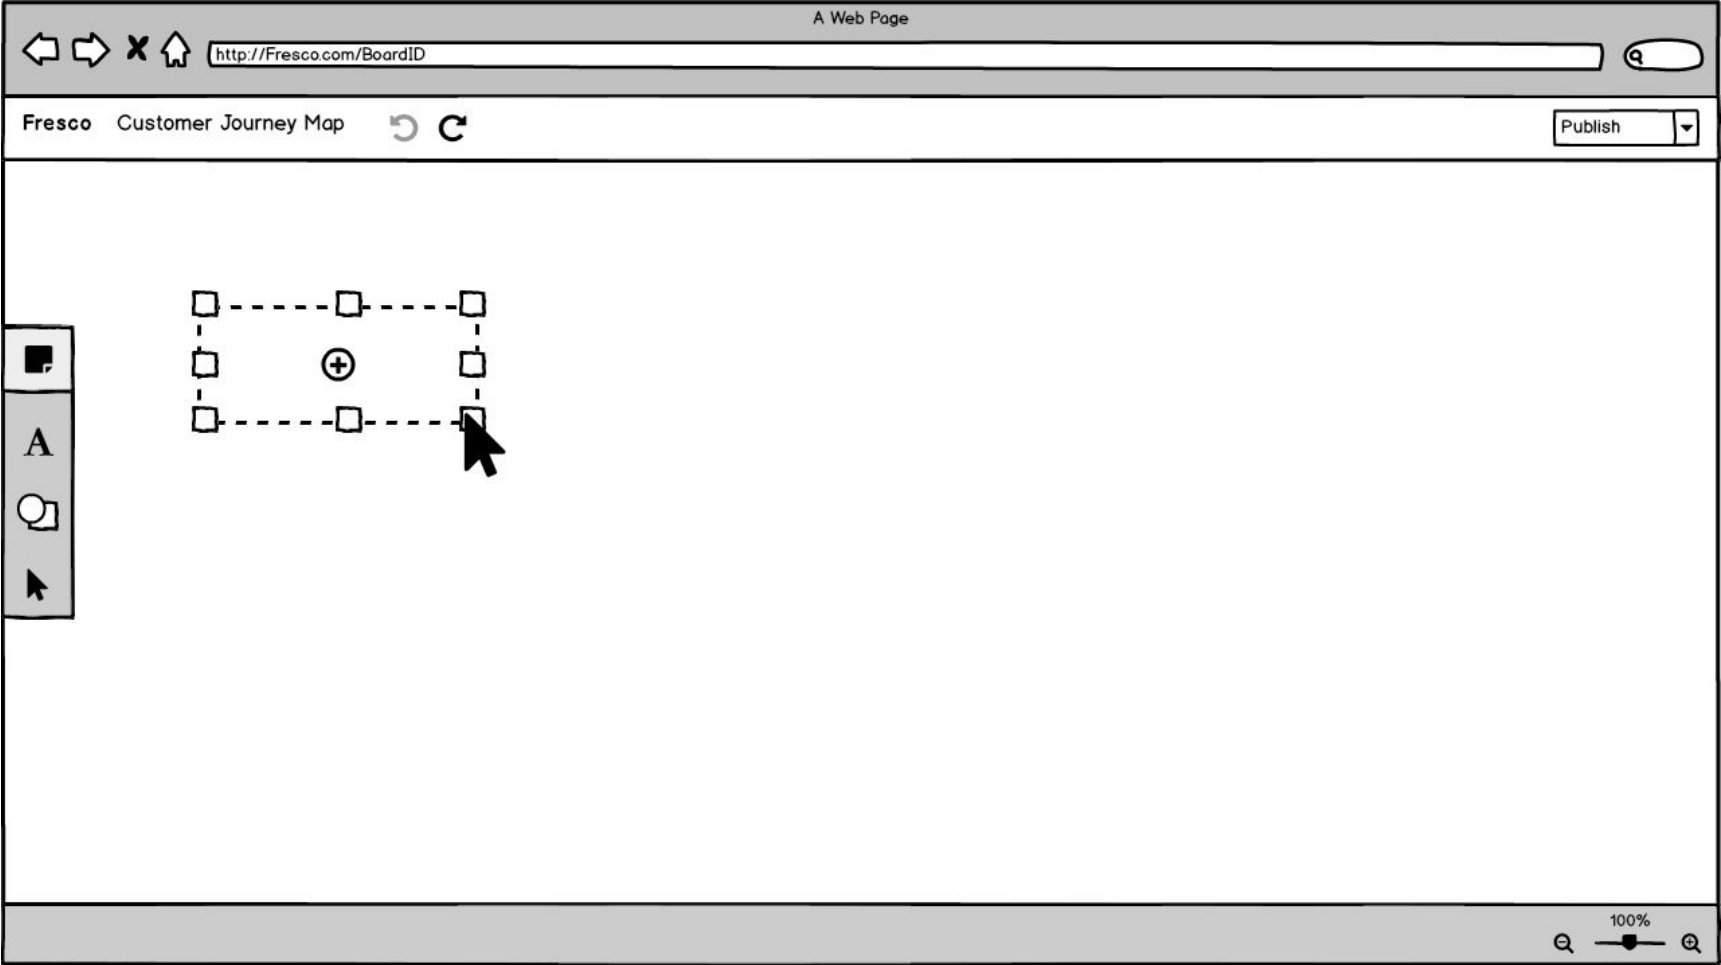 A Web Page
http://Fresco.com/BoardID
Fresco Customer Journey Map
Publish
A
100%